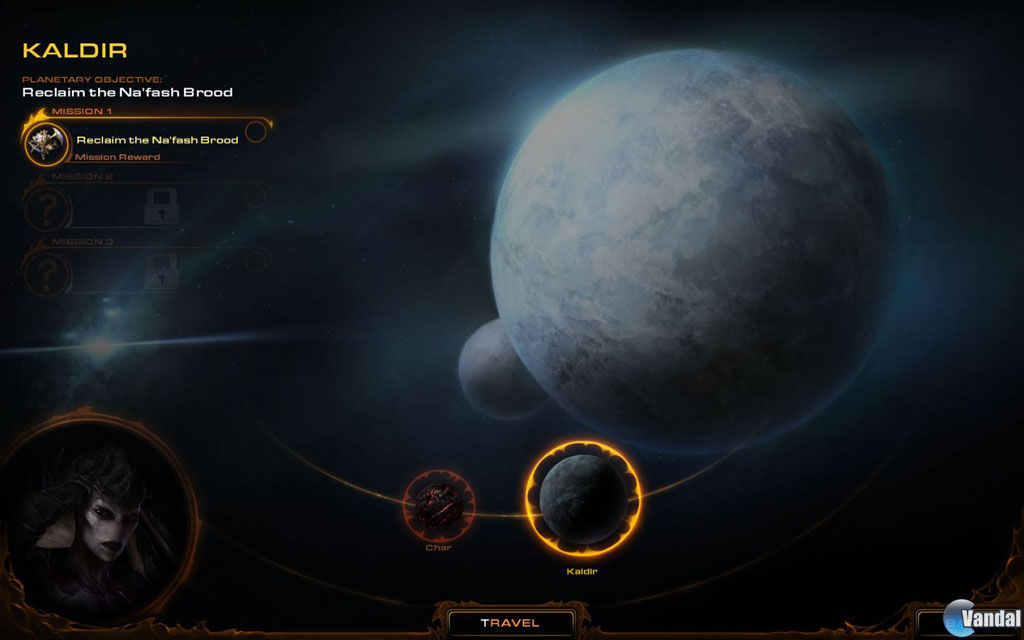 KALDIR
PLANETARY OBJECTIVE:
Reclaim the Na'fash Brood
MISSION 1
Reclaim the Na'fash Brood
Mission Reward
MISSION 2
?
MISSION 3
?
Char
Kaldir
TRAVEL
Vandal